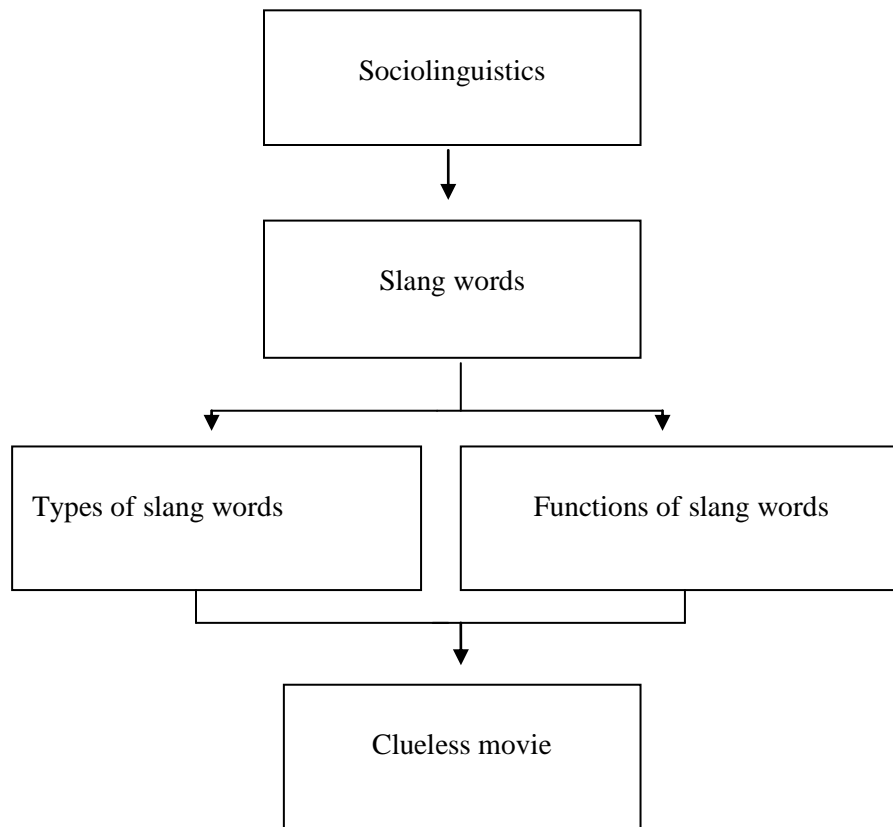 Sociolinguistics
Slang words
Types of slang words
Functions of slang words
Clueless movie